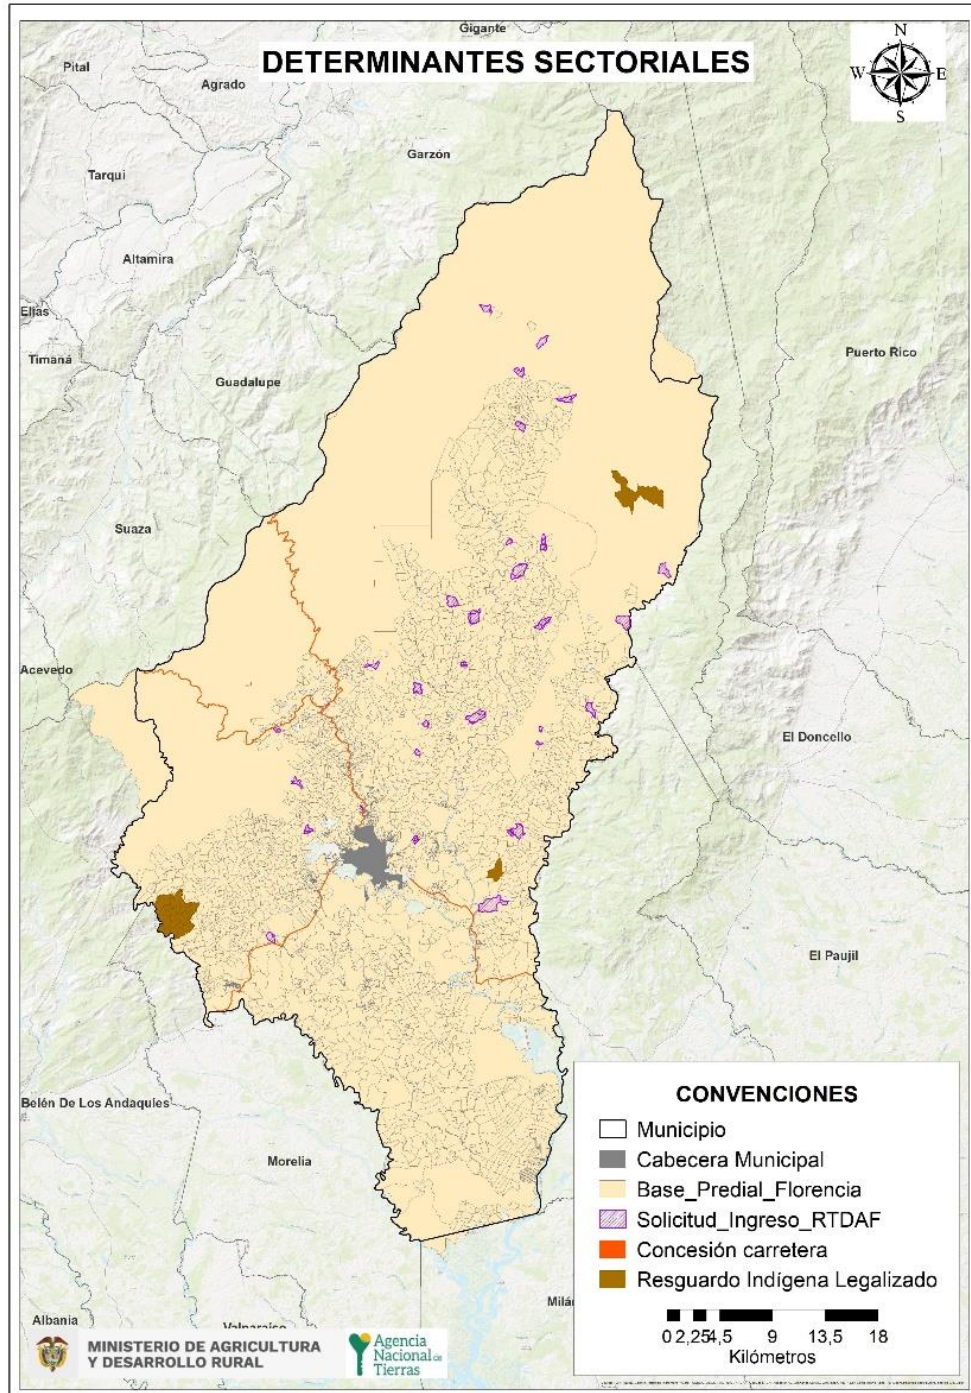 Gigante
DETERMINANTES SECTORIALES
N
W E
S
Pital
Agrado
Garzón
Tarqui
Altamira
Elías
Timaná
Guadalupe
Puerto Rico
Suaza
Acevedo
El Doncello
El Paujil
Belén De Los Andaquies
Morelia
Albania
Valparaíso
Milán
CONVENCIONES
Municipio
Cabecera Municipal
Base_Predial_Florencia
Solicitud_Ingreso_RTDAF
Concesión carretera
Resguardo Indígena Legalizado
0 2,25 4,5 9 13,5 18
Kilómetros
MINISTERIO DE AGRICULTURA
Y DESARROLLO RURAL
Agencia
Nacional de
Tierras